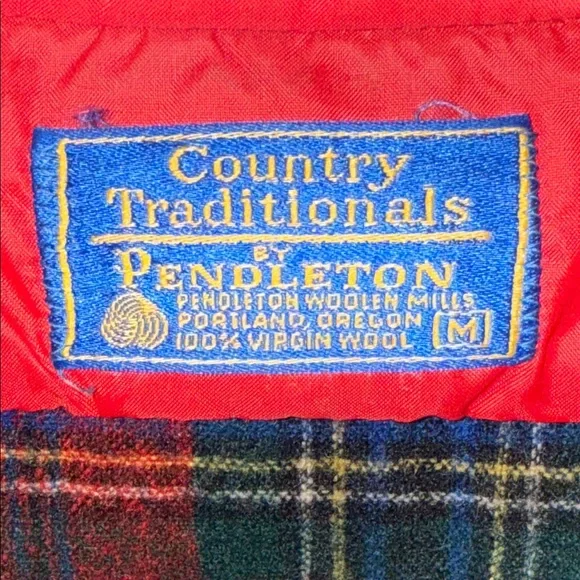 Country
Traditionals
BY
PENDLETON
PENDLETON WOOLEN MILLS
PORTLAND, OREGON
100% VIRGIN WOOL
M